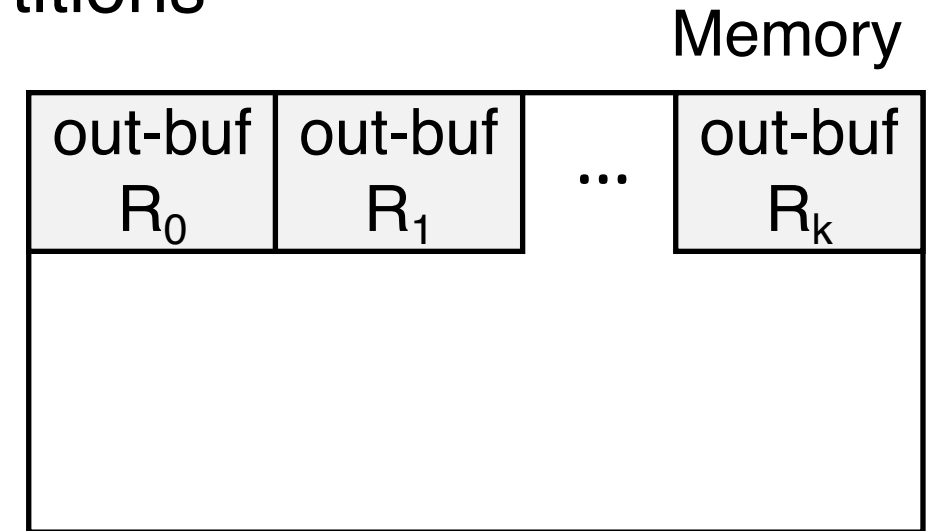 titions
Memory
out-buf out-buf ... out-buf
R₀ R₁ Rₖ